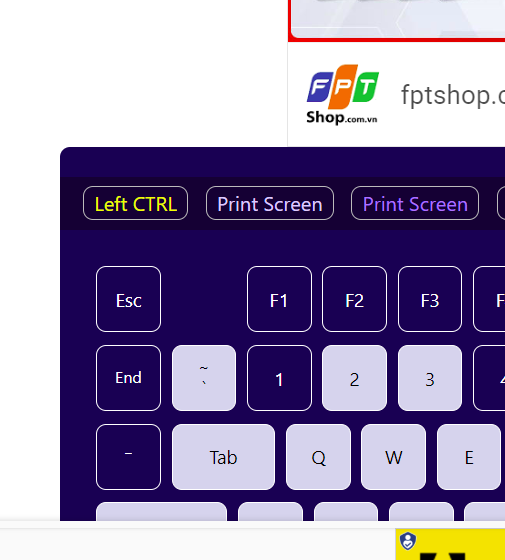 FPT
Shop.com.vn
fptshop.c
Left CTRL
Print Screen
Print Screen
Esc
F1
F2
F3
F
End
~
`
1
2
3
4
-
Tab
Q
W
E